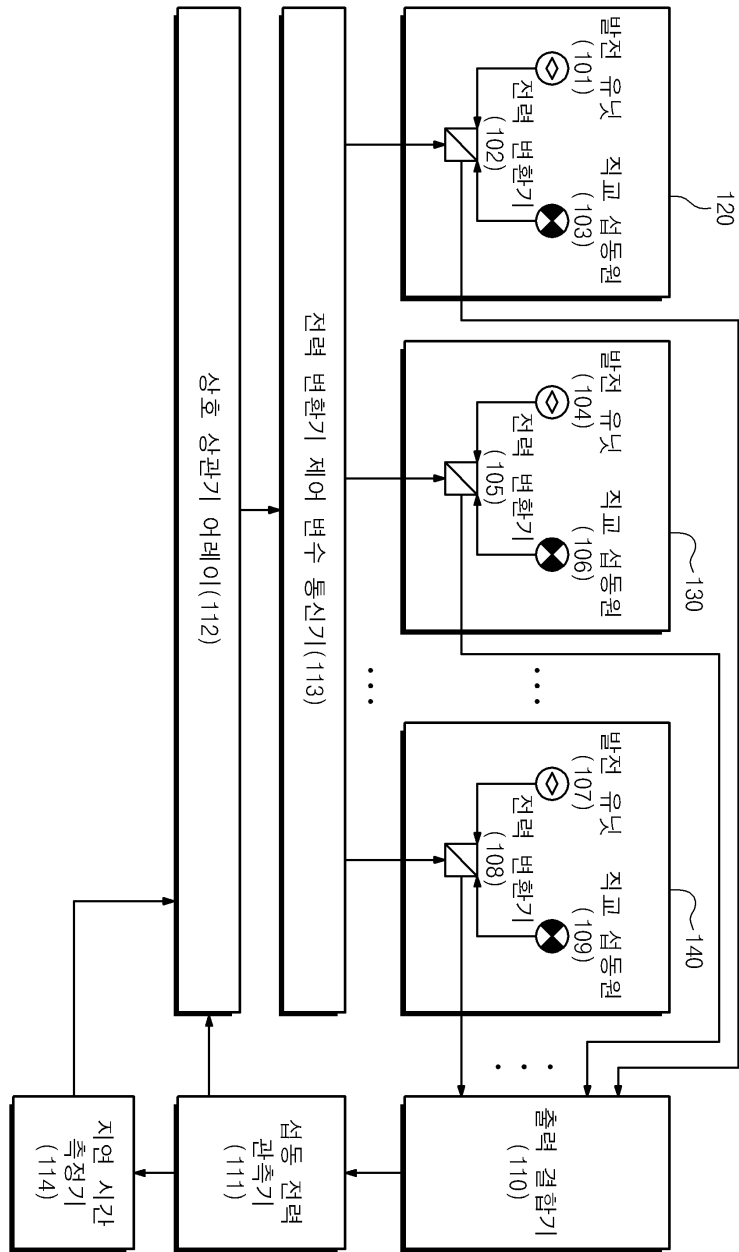 120
발전 유닛
(101)
직교 섭동원
(103)
전력 변환기
(102)
130
발전 유닛
(104)
직교 섭동원
(106)
전력 변환기
(105)
140
발전 유닛
(107)
직교 섭동원
(109)
전력 변환기
(108)
전력 변환기 제어 변수 통신기(113)
상호 상관기 어레이(112)
출력 결합기
(110)
섭동 전력
관측기
(111)
지연 시간
측정기
(114)